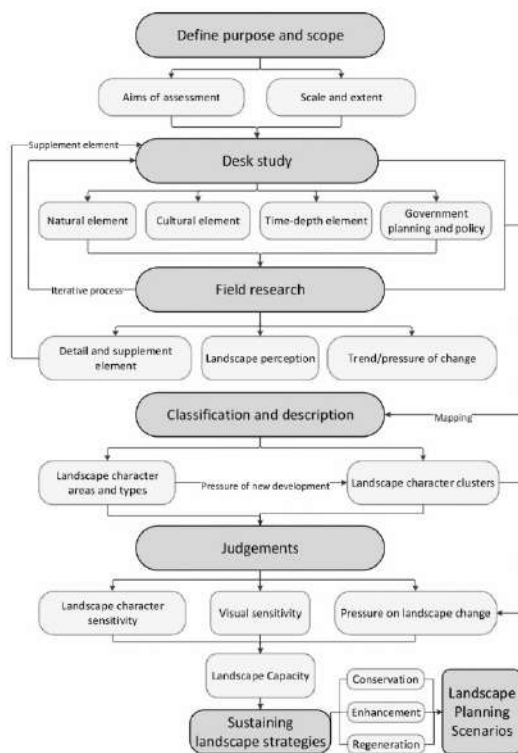 Define purpose and scope
Aims of assessment
Scale and extent
Supplement element
Desk study
Natural element
Cultural element
Time-depth element
Government
planning and policy
Iterative process
Field research
Detail and supplement
element
Landscape perception
Trend/pressure of change
Classification and description
Mapping
Landscape character
areas and types
Pressure of new development
Landscape character clusters
Judgements
Landscape character
sensitivity
Visual sensitivity
Pressure on landscape change
Landscape Capacity
Sustaining
landscape strategies
Conservation
Enhancement
Regeneration
Landscape
Planning
Scenarios